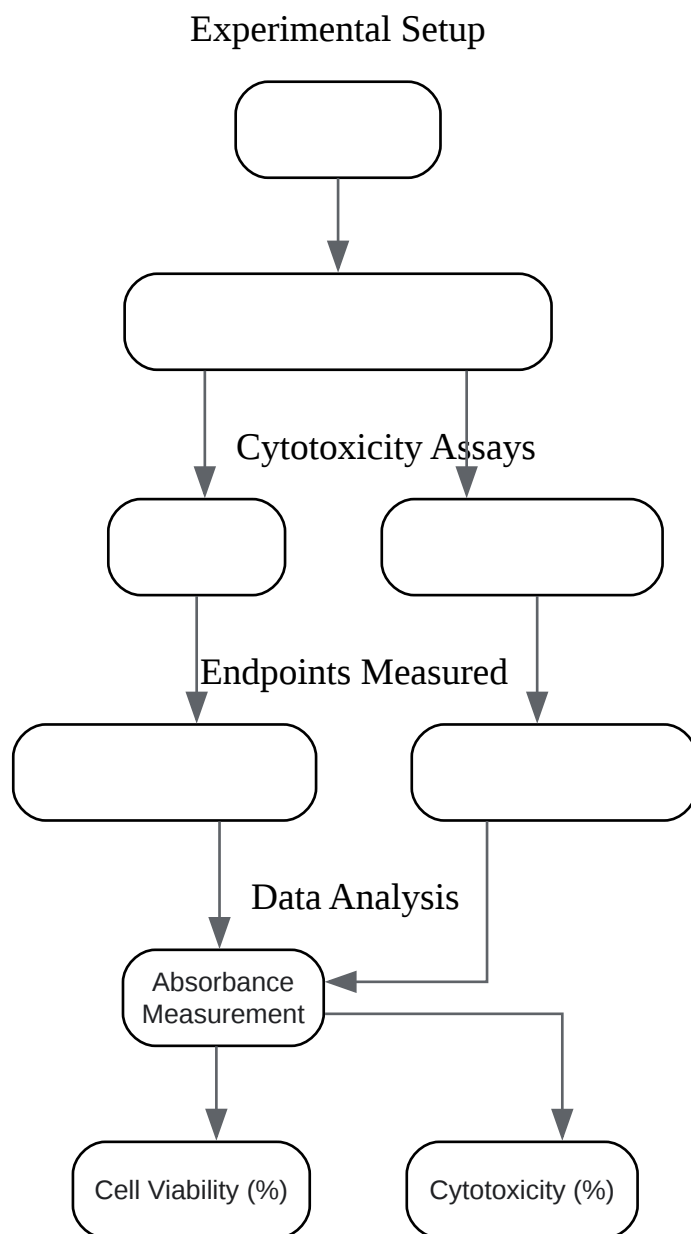 Experimental Setup
Cytotoxicity Assays
Endpoints Measured
Data Analysis
Absorbance
Measurement
Cell Viability (%)
Cytotoxicity (%)